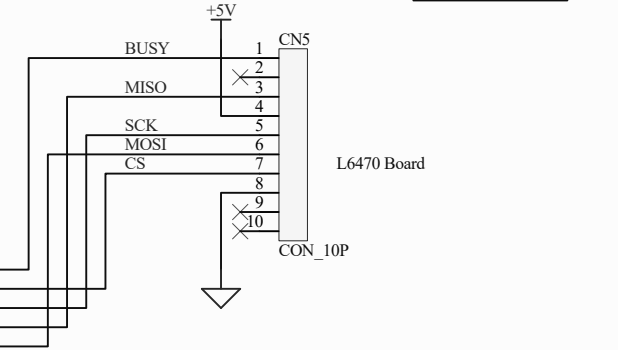 +5V
CN5
BUSY 1
2
MISO 3
4
SCK 5
MOSI 6
CS 7
L6470 Board
8
9
10
CON_10P